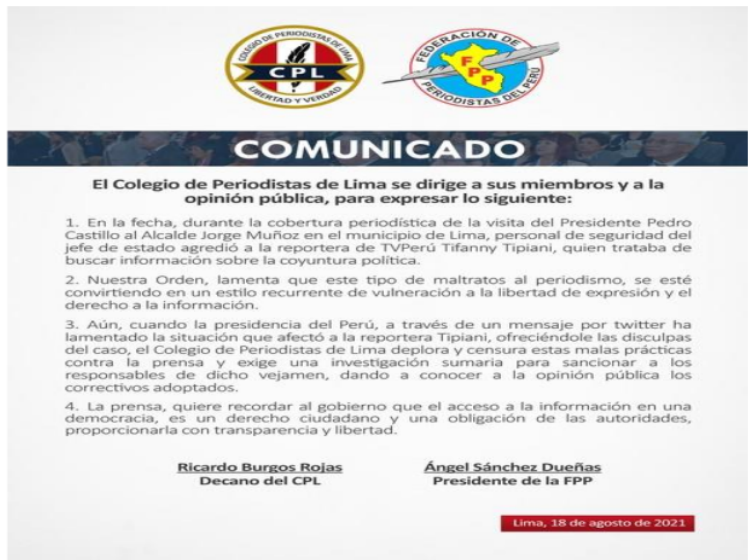 COLEGIO DE PERIODISTAS DE LIMA
CPL
LIBERTAD Y VERDAD
FEDERACIÓN DE
FPP
PERIODISTAS DEL PERÚ
COMUNICADO
El Colegio de Periodistas de Lima se dirige a sus miembros y a la
opinión pública, para expresar lo siguiente:
1. En la fecha, durante la cobertura periodística de la visita del Presidente Pedro
Castillo al Alcalde Jorge Muñoz en el municipio de Lima, personal de seguridad del
jefe de estado agredió a la reportera de TVPerú Tifanny Tipiani, quien trataba de
buscar información sobre la coyuntura política.
2. Nuestra Orden, lamenta que este tipo de maltratos al periodismo, se esté
convirtiendo en un estilo recurrente de vulneración a la libertad de expresión y el
derecho a la información.
3. Aún, cuando la presidencia del Perú, a través de un mensaje por twitter ha
lamentado la situación que afectó a la reportera Tipiani, ofreciéndole las disculpas
del caso, el Colegio de Periodistas de Lima deplora y censura estas malas prácticas
contra la prensa y exige una investigación sumaria para sancionar a los
responsables de dicho vejamen, dando a conocer a la opinión pública los
correctivos adoptados.
4. La prensa, quiere recordar al gobierno que el acceso a la información en una
democracia, es un derecho ciudadano y una obligación de las autoridades,
proporcionarla con transparencia y libertad.
Ricardo Burgos Rojas
Decano del CPL
Ángel Sánchez Dueñas
Presidente de la FPP
Lima, 18 de agosto de 2021